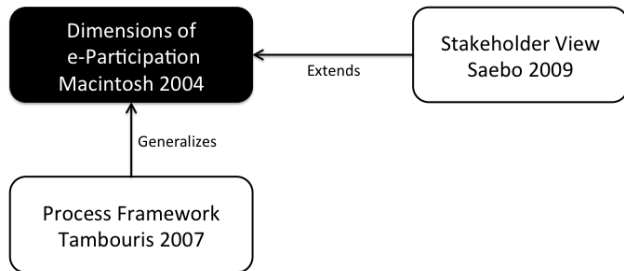 Dimensions of
e-Participation
Macintosh 2004
Stakeholder View
Saebo 2009
Extends
Generalizes
Process Framework
Tambouris 2007